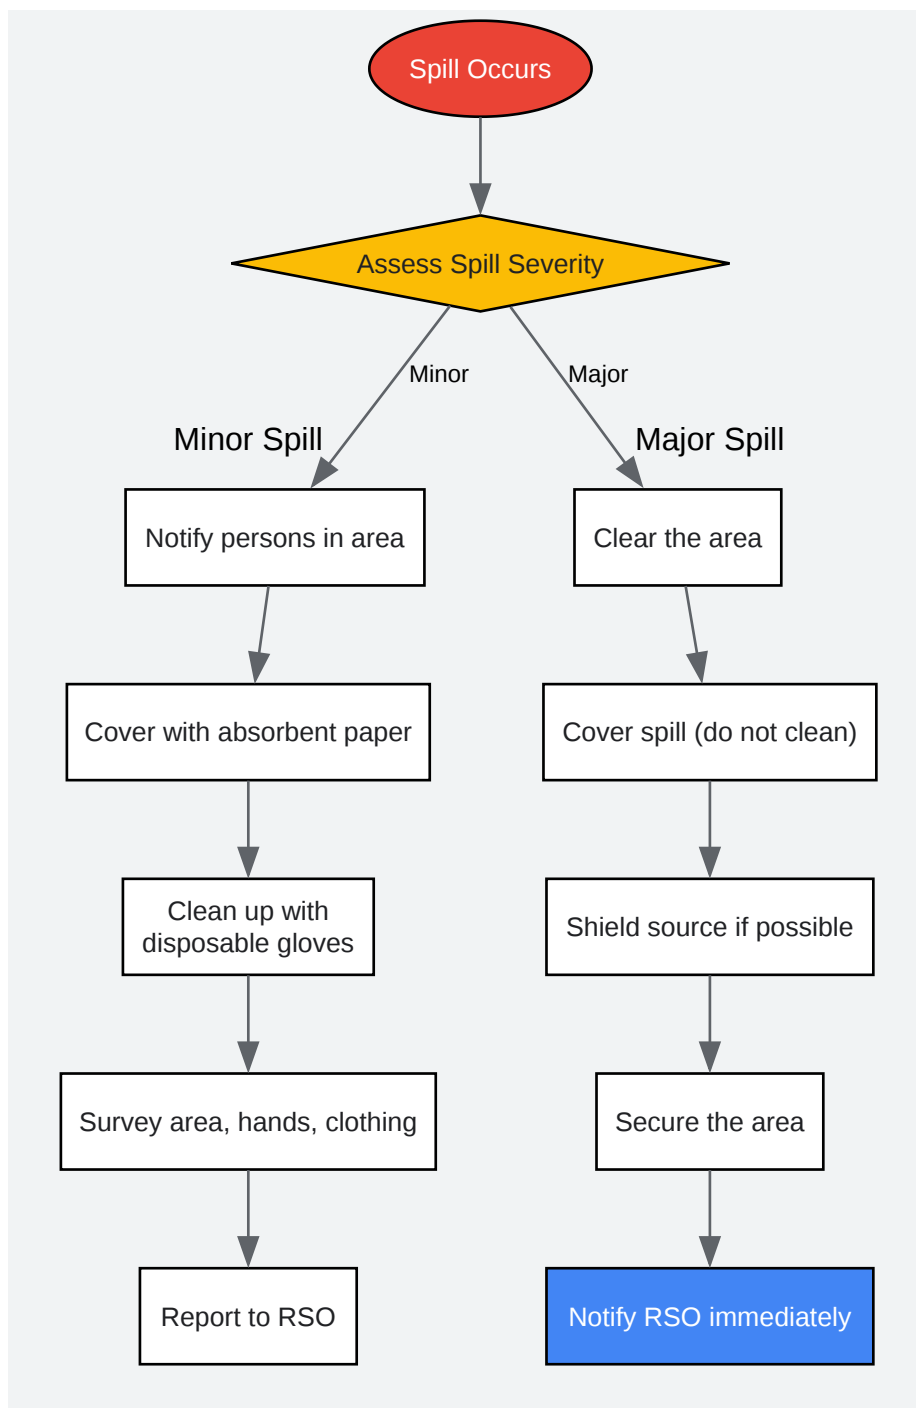 Spill Occurs
Assess Spill Severity
Minor
Major
Minor Spill
Major Spill
Notify persons in area
Clear the area
Cover with absorbent paper
Cover spill (do not clean)
Clean up with
disposable gloves
Shield source if possible
Survey area, hands, clothing
Secure the area
Report to RSO
Notify RSO immediately